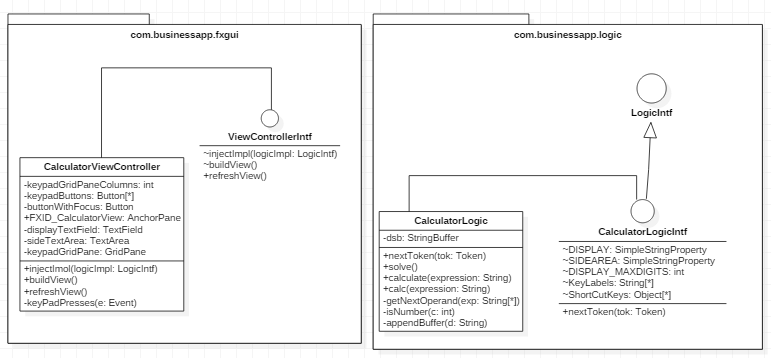 com.businessapp.fxgui
ViewControllerIntf
~injectImpl(logicImpl: LogicIntf)
~buildView()
+refreshView()
CalculatorViewController
-keypadGridPaneColumns: int
-keypadButtons: Button[*]
-buttonWithFocus: Button
+FXID_CalculatorView: AnchorPane
-displayTextField: TextField
-sideTextArea: TextArea
-keypadGridPane: GridPane
+injectImol(logicImpl: LogicIntf)
+buildView()
+refreshView()
-keyPadPresses(e: Event)
com.businessapp.logic
LogicIntf
CalculatorLogic
-dsb: StringBuffer
+nextToken(tok: Token)
+solve()
+calculate(expression: String)
+calc(expression: String)
-getNextOperand(exp: String[*])
-isNumber(c: int)
-appendBuffer(d: String)
CalculatorLogicIntf
~DISPLAY: SimpleStringProperty
~SIDEAREA: SimpleStringProperty
~DISPLAY_MAXDIGITS: int
~KeyLabels: String[*]
~ShortCutKeys: Object[*]
+nextToken(tok: Token)